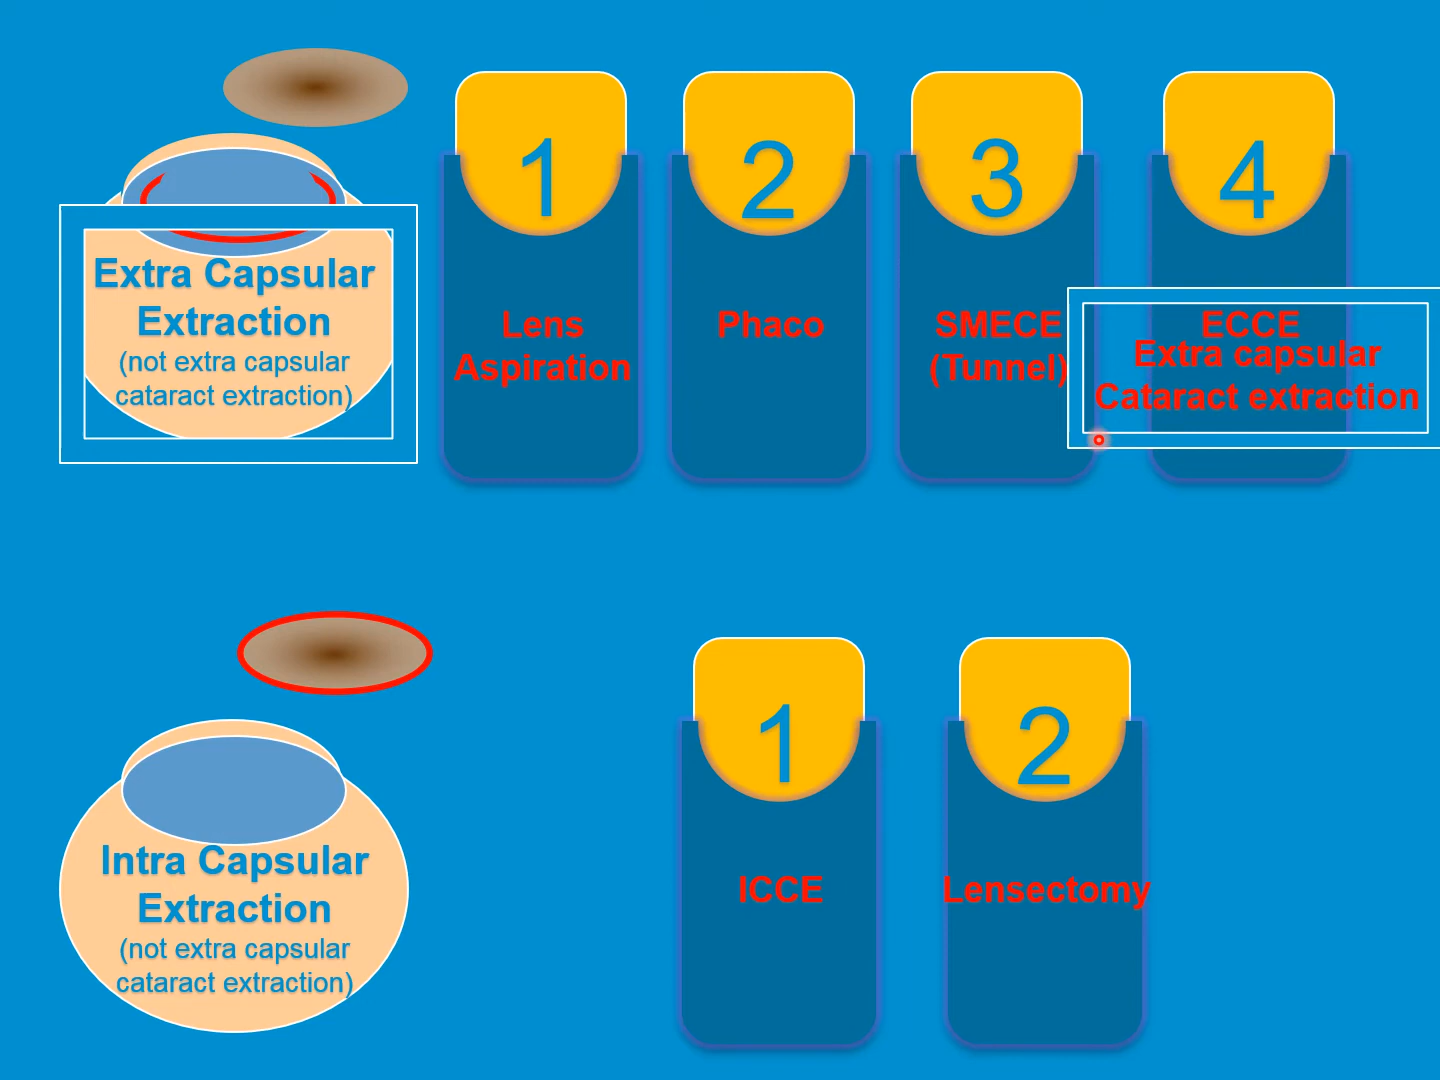 Extra Capsular
Extraction
(not extra capsular
cataract extraction)
1
Lens
Aspiration
2
Phaco
3
SMECE
(Tunnel)
4
ECCE
Extra capsular
Cataract extraction
Intra Capsular
Extraction
(not extra capsular
cataract extraction)
1
ICCE
2
Lensectomy